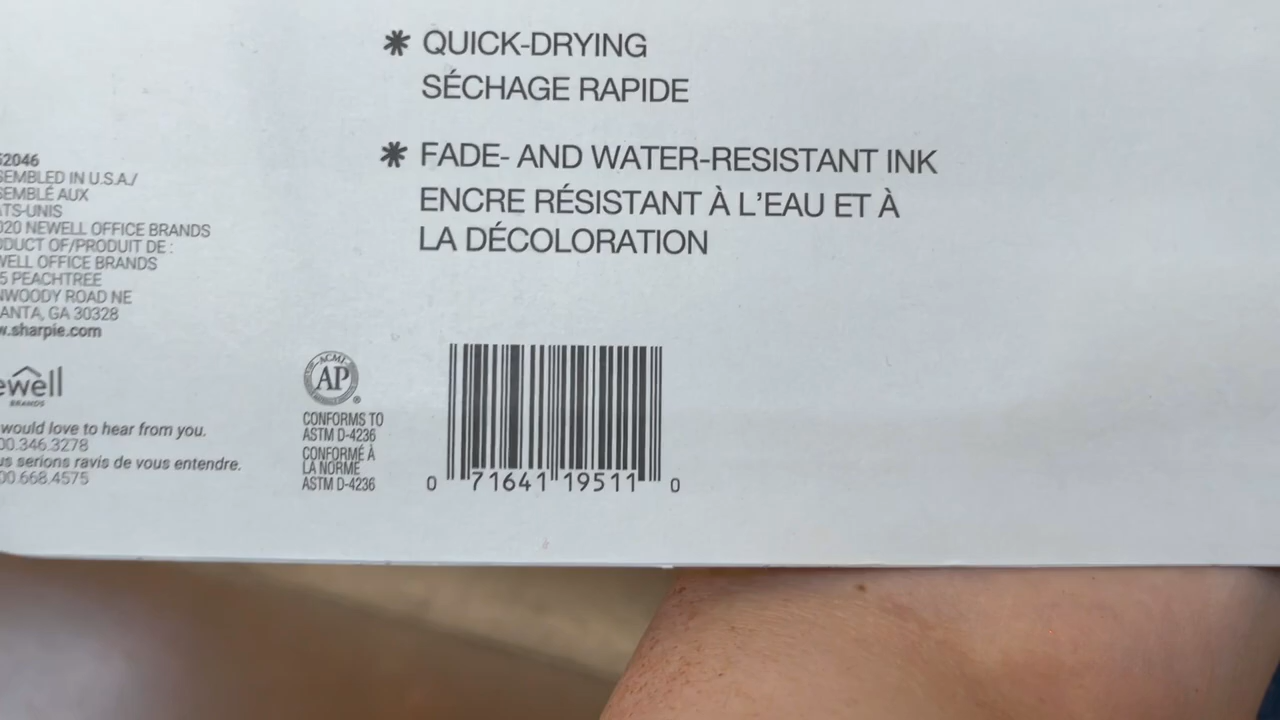 * QUICK-DRYING
SÉCHAGE RAPIDE
* FADE- AND WATER-RESISTANT INK
ENCRE RÉSISTANT À L'EAU ET À
LA DÉCOLORATION
52046
SEMBLED IN U.S.A./
SEMBLÉ AUX
ATS-UNIS
020 NEWELL OFFICE BRANDS
ODUCT OF/PRODUIT DE :
WELL OFFICE BRANDS
5 PEACHTREE
NWOODY ROAD NE
ANTA, GA 30328
w.sharpie.com
ewell
BRANDS
would love to hear from you.
00.346.3278
us serions ravis de vous entendre.
00.668.4575
ACMI
AP
®
CONFORMS TO
ASTM D-4236
CONFORMÉ À
LA NORME
ASTM D-4236
0 71641 19511 0